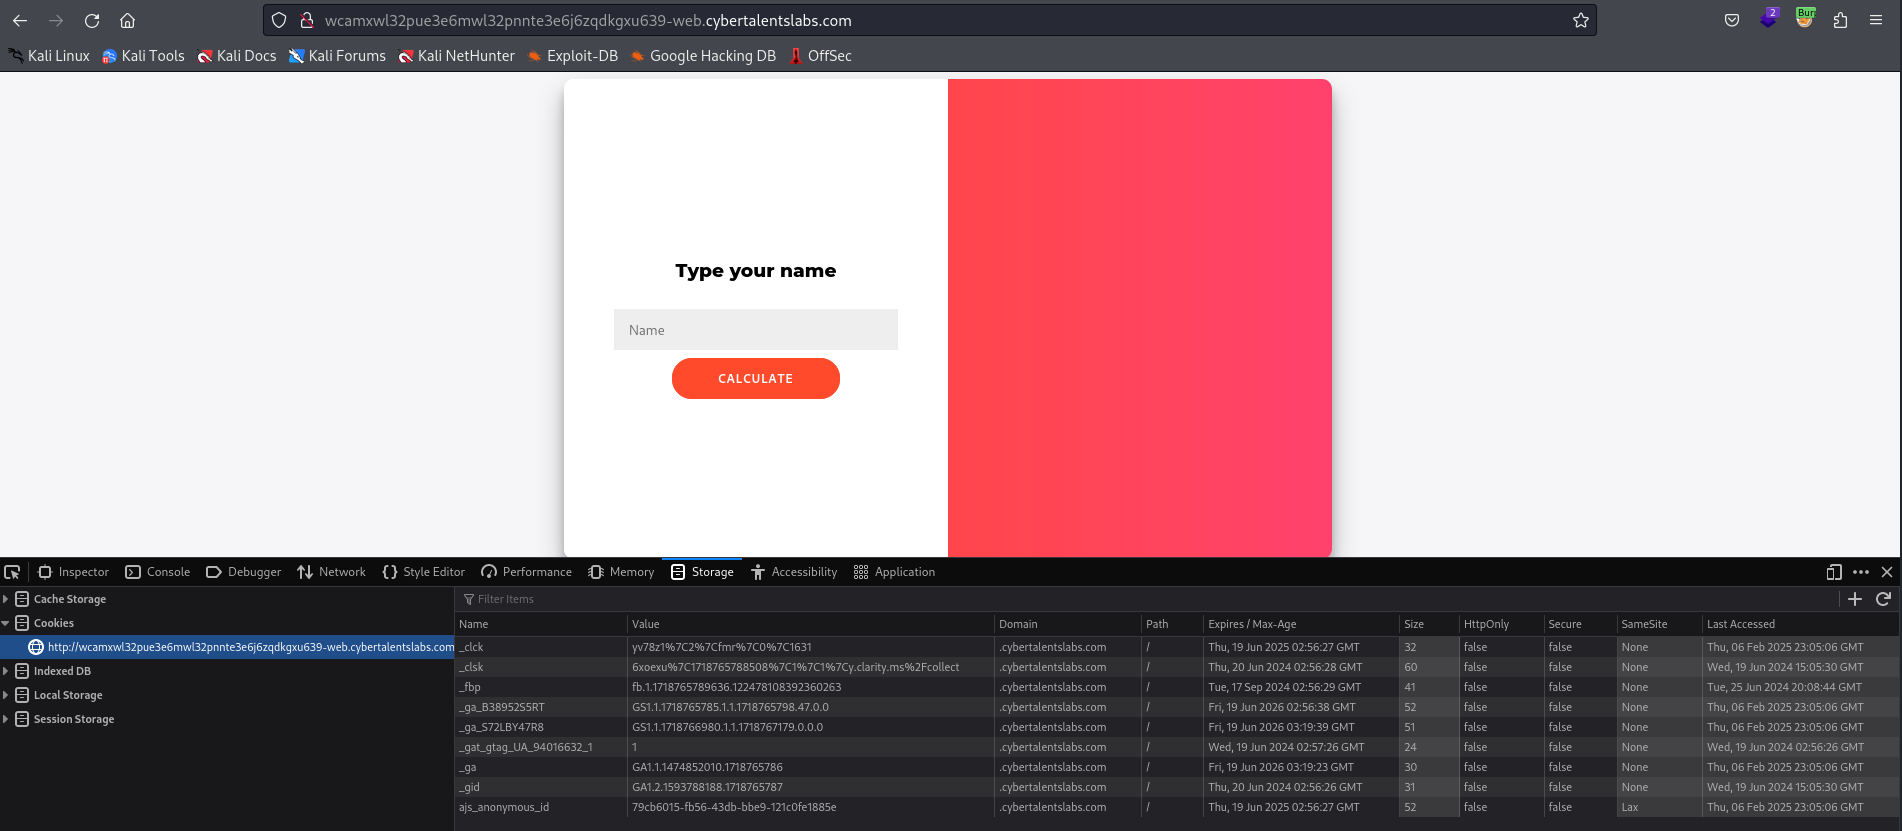 wcamxwl32pue3e6mwl32pnnte3e6j6zqdkgxu639-web.cybertalentslabs.com
2
Burp
Kali Linux Kali Tools Kali Docs Kali Forums Kali NetHunter Exploit-DB Google Hacking DB OffSec
Type your name
Name
CALCULATE
Inspector Console Debugger Network Style Editor Performance Memory Storage Accessibility Application
Cache Storage
Cookies
http://wcamxwl32pue3e6mwl32pnnte3e6j6zqdkgxu639-web.cybertalentslabs.com
Indexed DB
Local Storage
Session Storage
Filter Items
Name Value Domain Path Expires / Max-Age Size HttpOnly Secure SameSite Last Accessed
_clck yv78z1%7C2%7Cfmr%7C0%7C1631 .cybertalentslabs.com / Thu, 19 Jun 2025 02:56:27 GMT 32 false false None Thu, 06 Feb 2025 23:05:06 GMT
_clsk 6xoexu%7C1718765788508%7C1%7C1%7Cy.clarity.ms%2Fcollect .cybertalentslabs.com / Thu, 20 Jun 2024 02:56:28 GMT 60 false false None Wed, 19 Jun 2024 15:05:30 GMT
_fbp fb.1.1718765789636.122478108392360263 .cybertalentslabs.com / Tue, 17 Sep 2024 02:56:29 GMT 41 false false None Tue, 25 Jun 2024 20:08:44 GMT
_ga_B38952S5RT GS1.1.1718765785.1.1.1718765798.47.0.0 .cybertalentslabs.com / Fri, 19 Jun 2026 02:56:38 GMT 52 false false None Thu, 06 Feb 2025 23:05:06 GMT
_ga_S72LBY47R8 GS1.1.1718766980.1.1.1718767179.0.0.0 .cybertalentslabs.com / Fri, 19 Jun 2026 03:19:39 GMT 51 false false None Thu, 06 Feb 2025 23:05:06 GMT
_gat_gtag_UA_94016632_1 1 .cybertalentslabs.com / Wed, 19 Jun 2024 02:57:26 GMT 24 false false None Wed, 19 Jun 2024 02:56:26 GMT
_ga GA1.1.1474852010.1718765786 .cybertalentslabs.com / Fri, 19 Jun 2026 03:19:23 GMT 30 false false None Thu, 06 Feb 2025 23:05:06 GMT
_gid GA1.2.1593788188.1718765787 .cybertalentslabs.com / Thu, 20 Jun 2024 02:56:26 GMT 31 false false None Wed, 19 Jun 2024 15:05:30 GMT
ajs_anonymous_id 79cb6015-fb56-43db-bbe9-121c0fe1885e .cybertalentslabs.com / Thu, 19 Jun 2025 02:56:27 GMT 52 false false Lax Thu, 06 Feb 2025 23:05:06 GMT